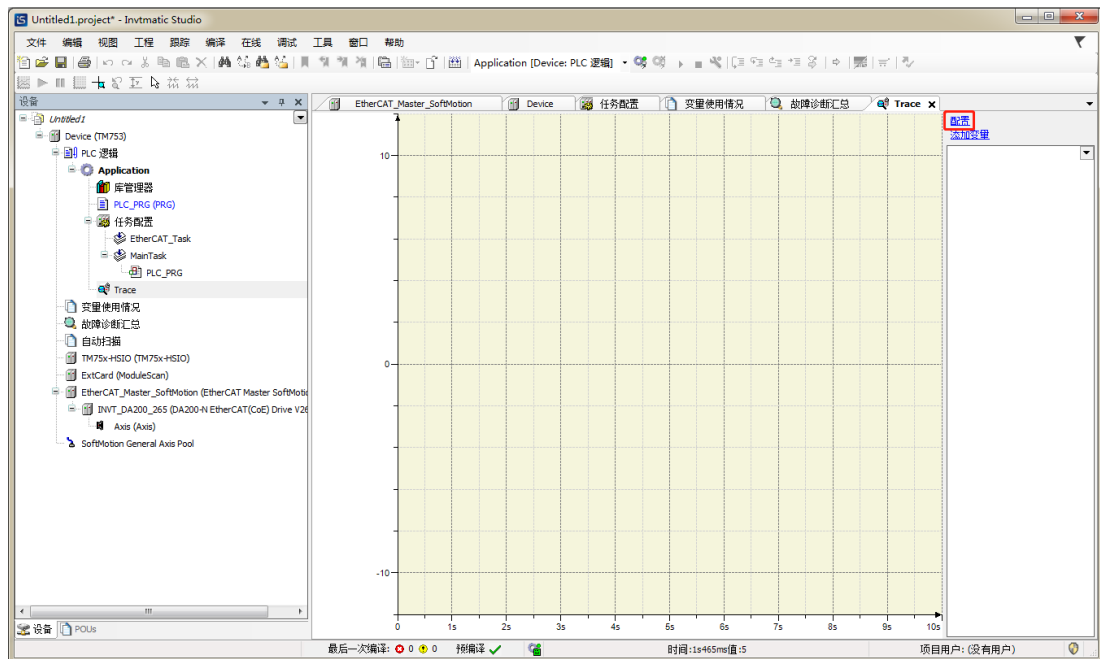 Untitled1.project* - Invtmatic Studio
文件 编辑 视图 工程 跟踪 编译 在线 调试 工具 窗口 帮助
Application [Device: PLC 逻辑]
设备
EtherCAT_Master_SoftMotion Device 任务配置 变量使用情况 故障诊断汇总 Trace
Untitled1
Device (TM753)
PLC 逻辑
Application
库管理器
PLC_PRG (PRG)
任务配置
EtherCAT_Task
MainTask
PLC_PRG
Trace
变量使用情况
故障诊断汇总
自动扫描
TM75x-HSIO (TM75x-HSIO)
ExtCard (ModuleScan)
EtherCAT_Master_SoftMotion (EtherCAT Master SoftMoti
INVT_DA200_265 (DA200-N EtherCAT(CoE) Drive V26
Axis (Axis)
SoftMotion General Axis Pool
10
0
-10
0 1s 2s 3s 4s 5s 6s 7s 8s 9s 10s
配置
添加变量
设备 POUs
最后一次编译: 0 0 预编译 时间:1s465ms值:5 项目用户: (没有用户)